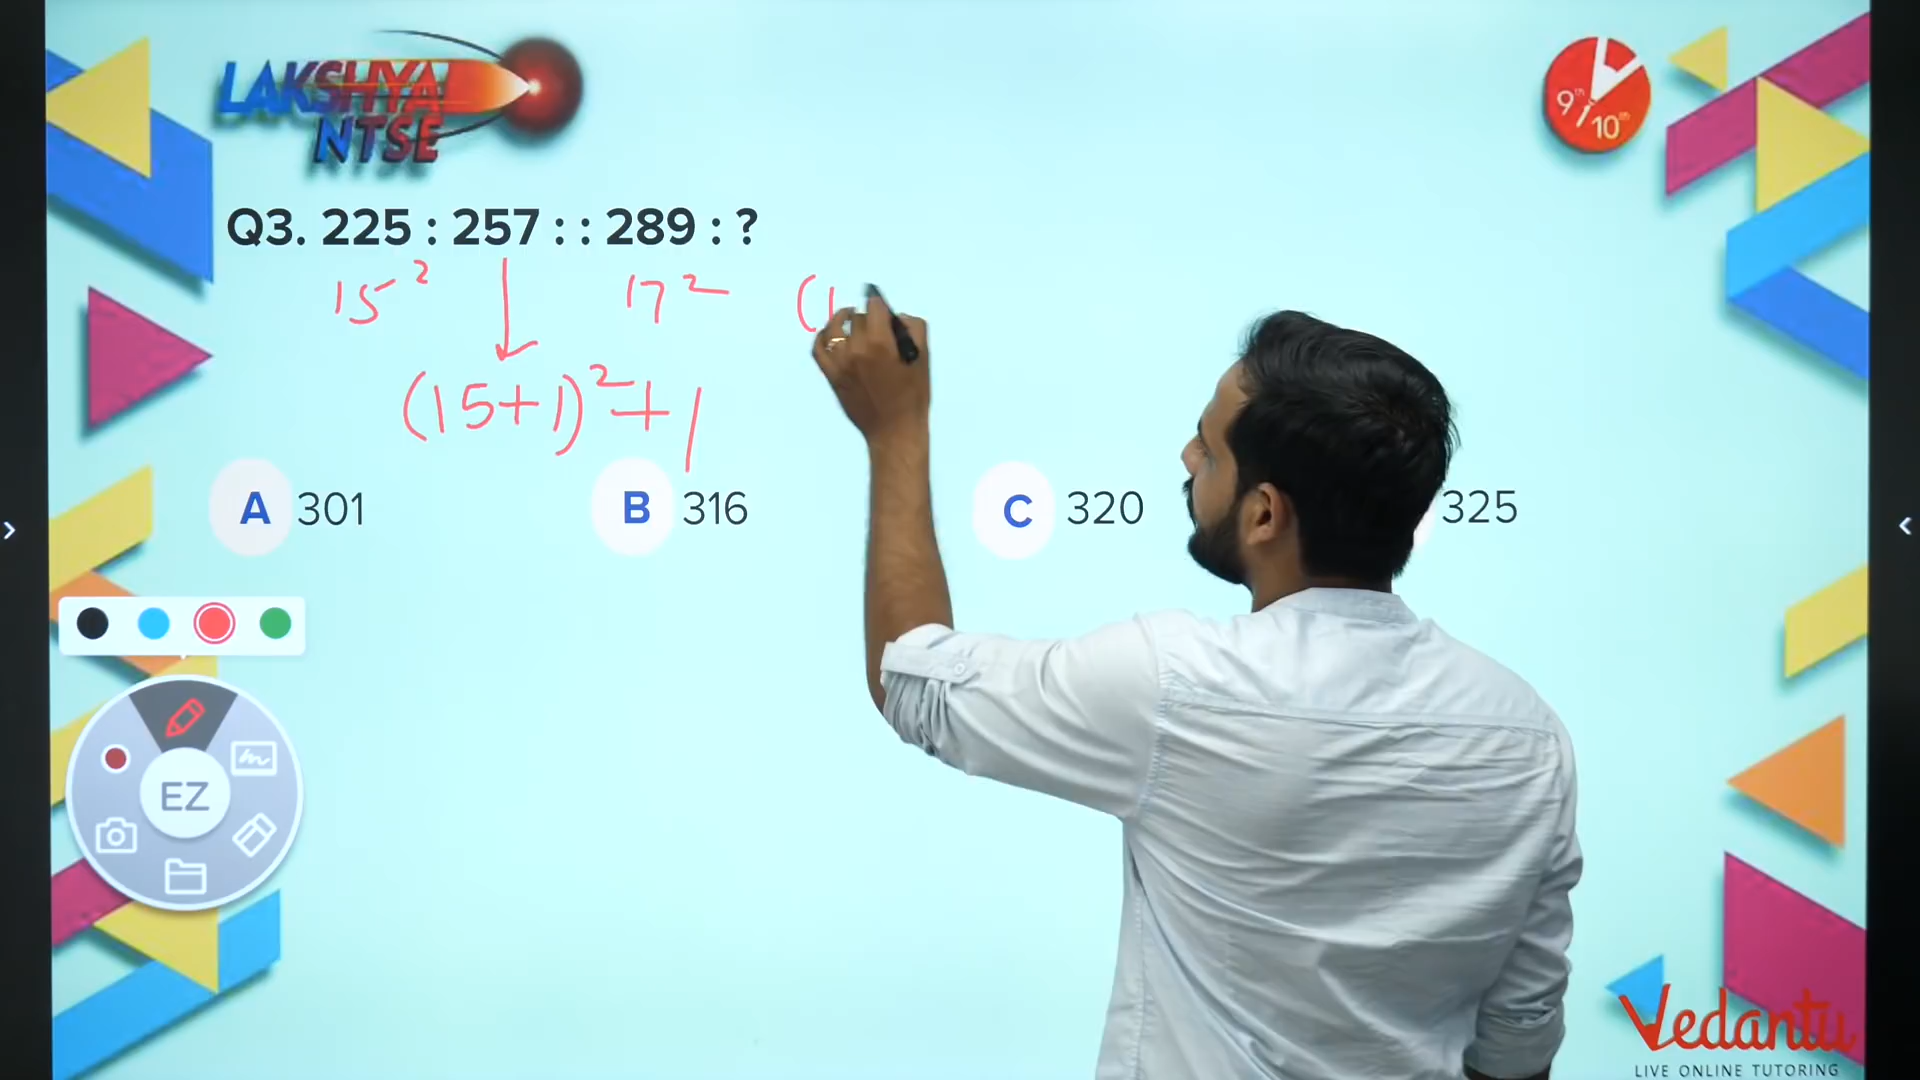 LAKSHYA
NTSE
9th/10th
Q3. 225 : 257 : : 289 : ?
15² 17² (1
(15+1)²+1
A 301 B 316 C 320 325
EZ
Vedantu
LIVE ONLINE TUTORING